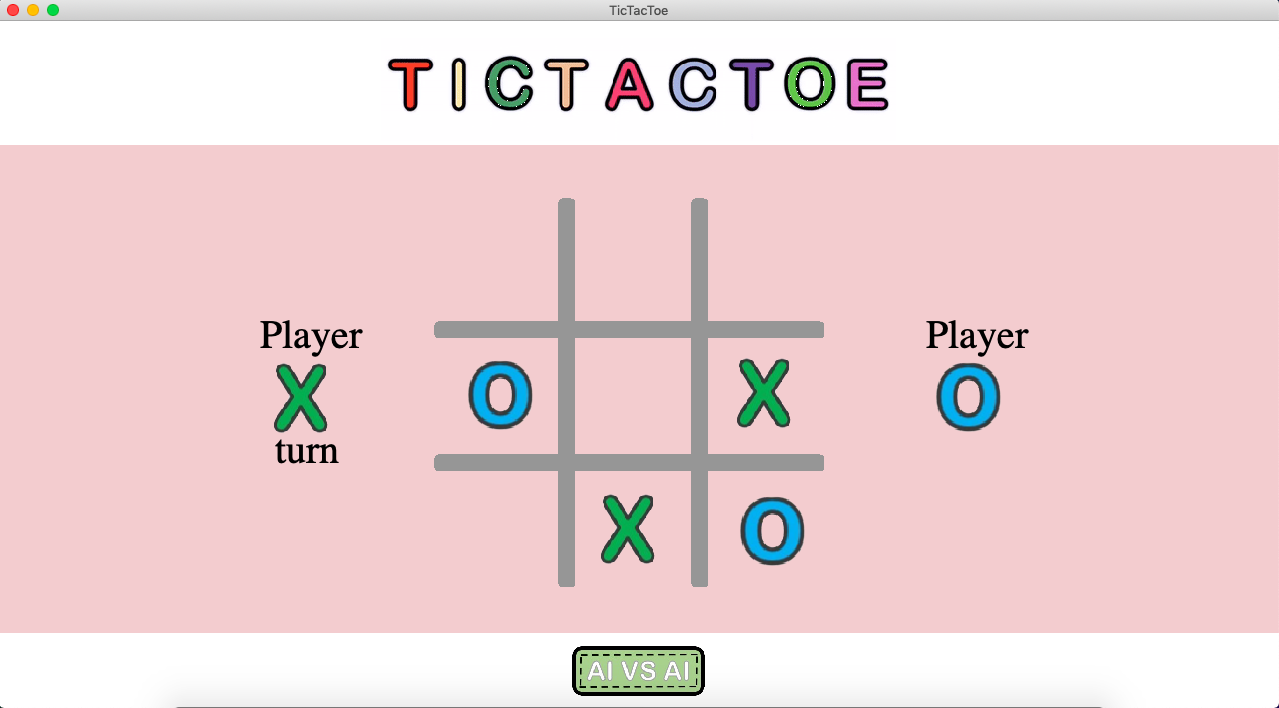 TicTacToe
TICTACTOE
Player
X
turn
O X
X O
Player
O
AI VS AI